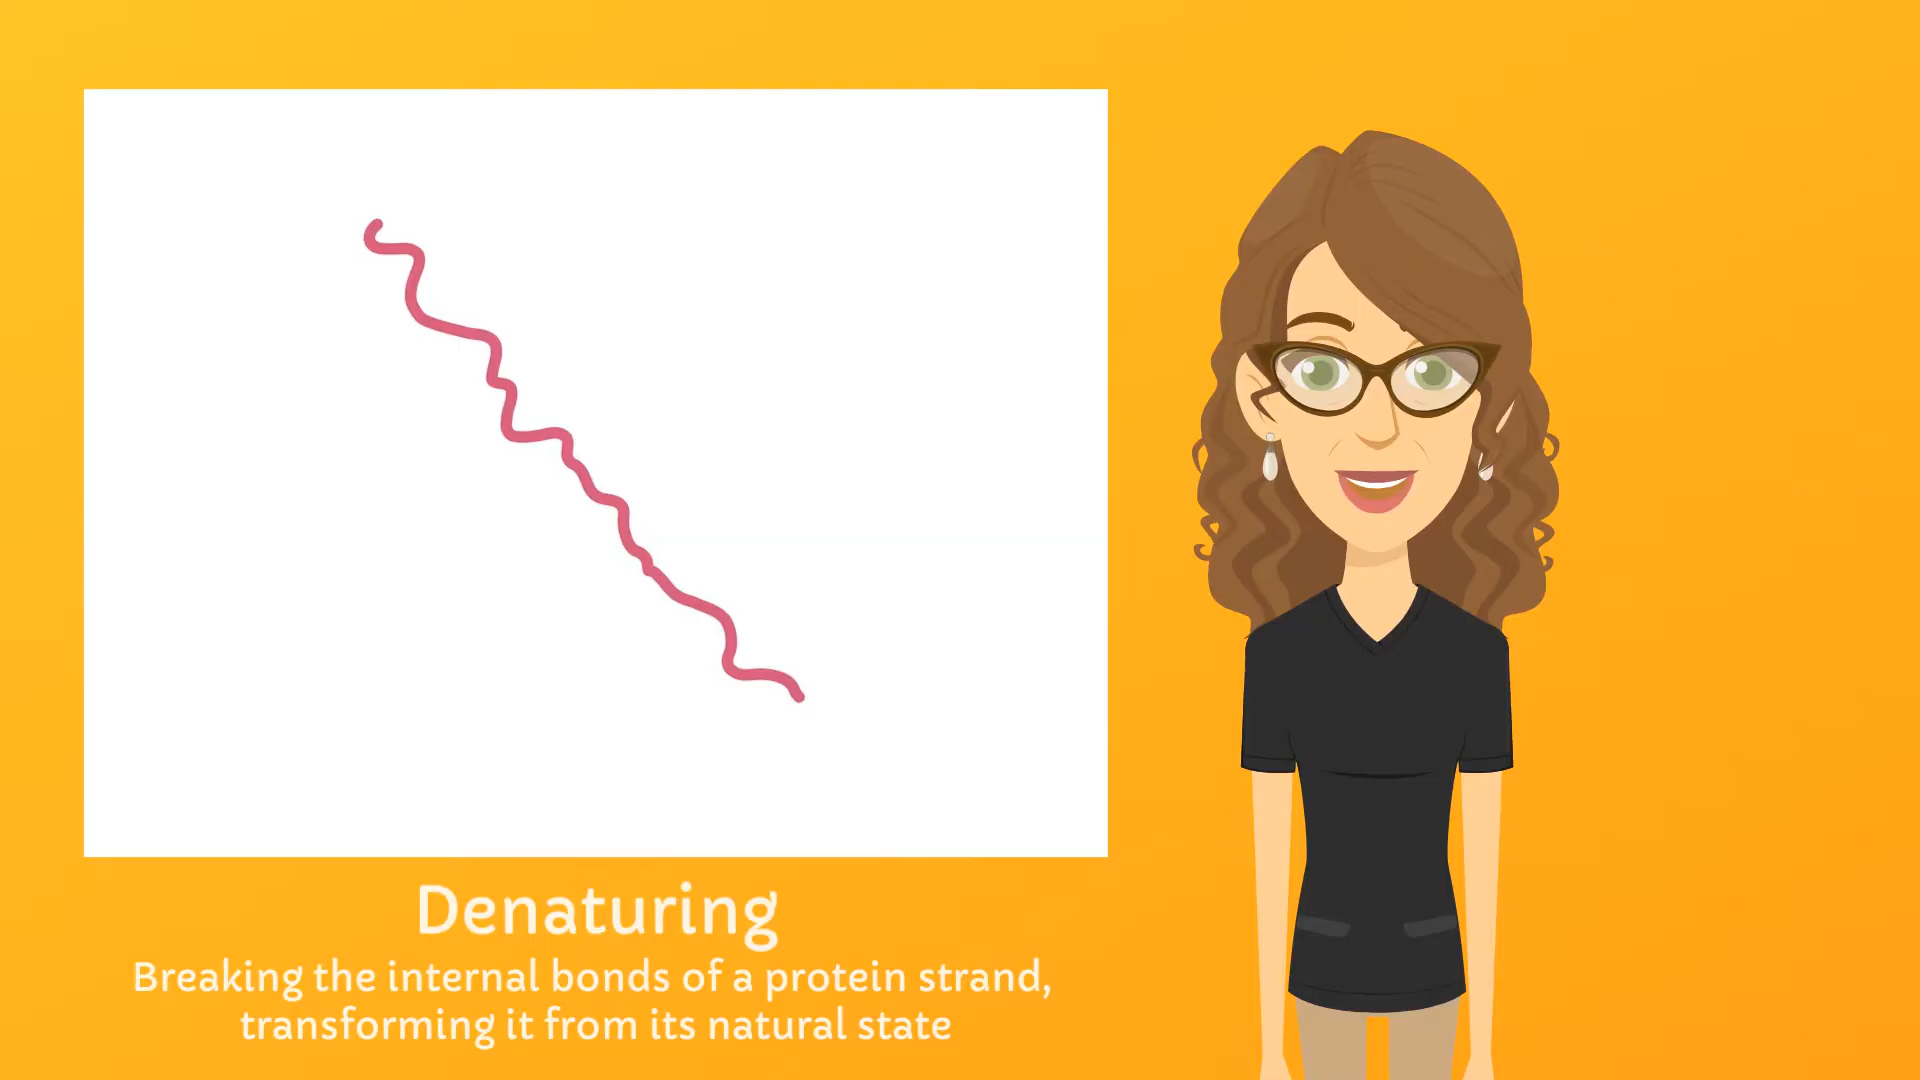 Denaturing
Breaking the internal bonds of a protein strand,
transforming it from its natural state